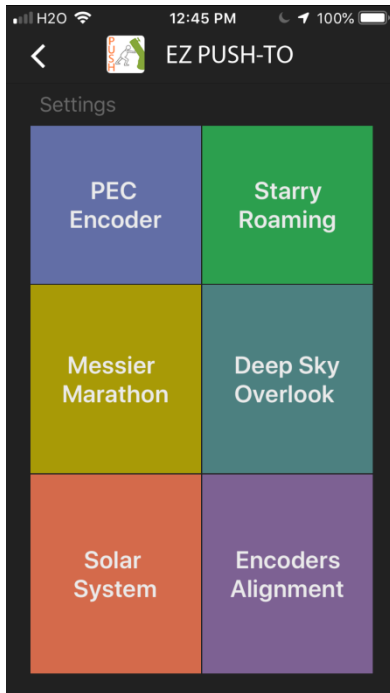 H2O 12:45 PM 100%
PUSH
EZ PUSH-TO
Settings
PEC
Encoder
Starry
Roaming
Messier
Marathon
Deep Sky
Overlook
Solar
System
Encoders
Alignment